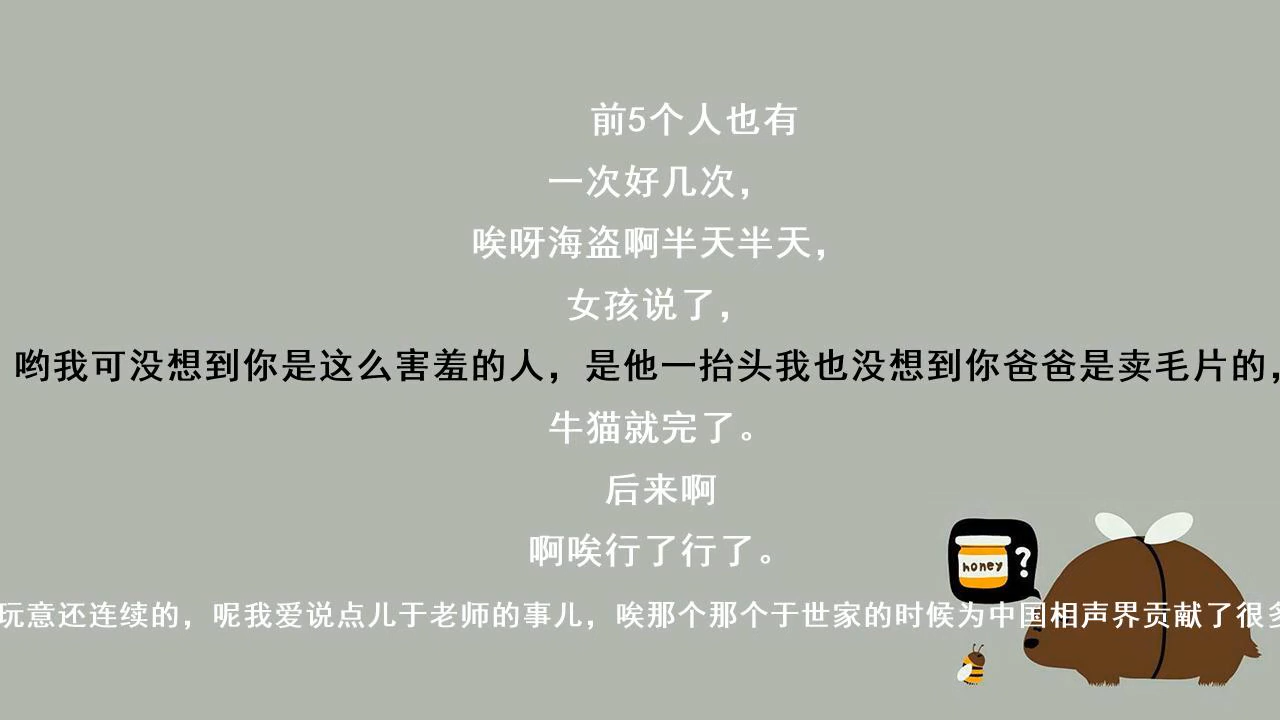 前5个人也有
一次好几次，
唉呀海盗啊半天半天，
女孩说了，
哟我可没想到你是这么害羞的人，是他一抬头我也没想到你爸爸是卖毛片的，
牛猫就完了。
后来啊
啊唉行了行了。
honey ?
玩意还连续的，呢我爱说点儿于老师的事儿，唉那个那个于世家的时候为中国相声界贡献了很多